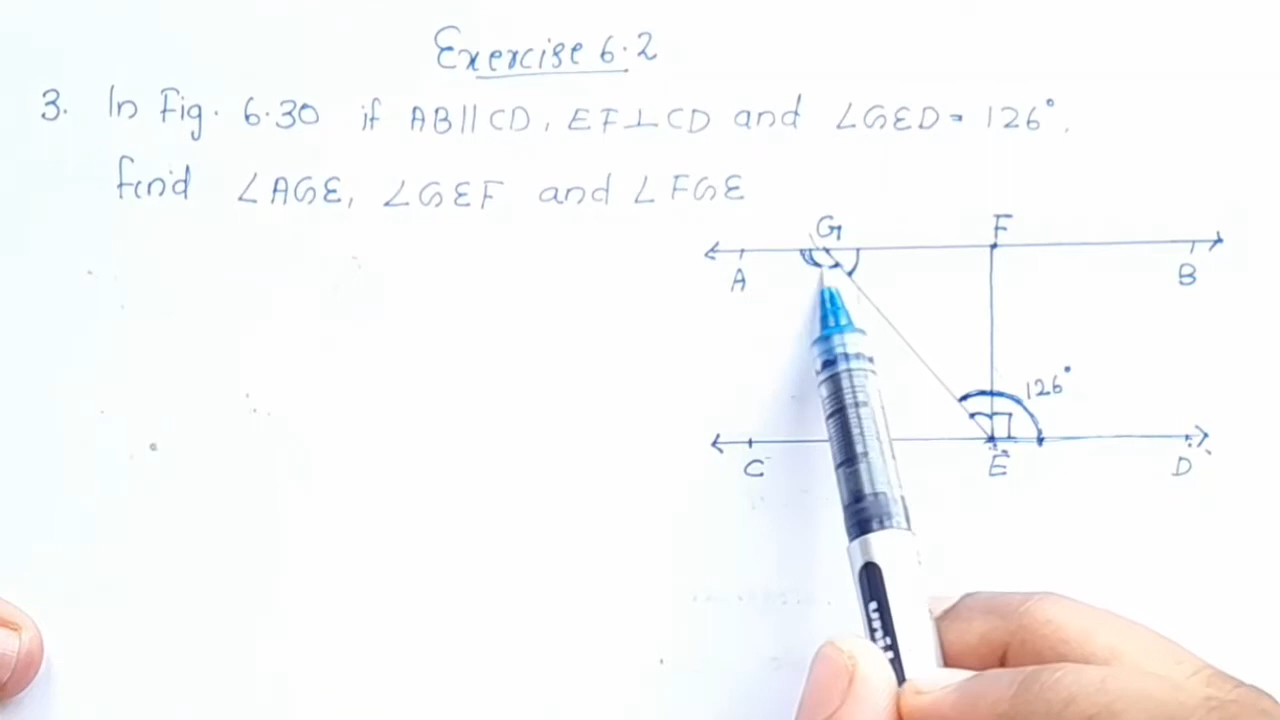 Exercise 6.2
3. In Fig. 6.30 if AB||CD, EF⊥CD and ∠GED = 126°.
find ∠AGE, ∠GEF and ∠FGE
G F
A B
126°
C E D
uni